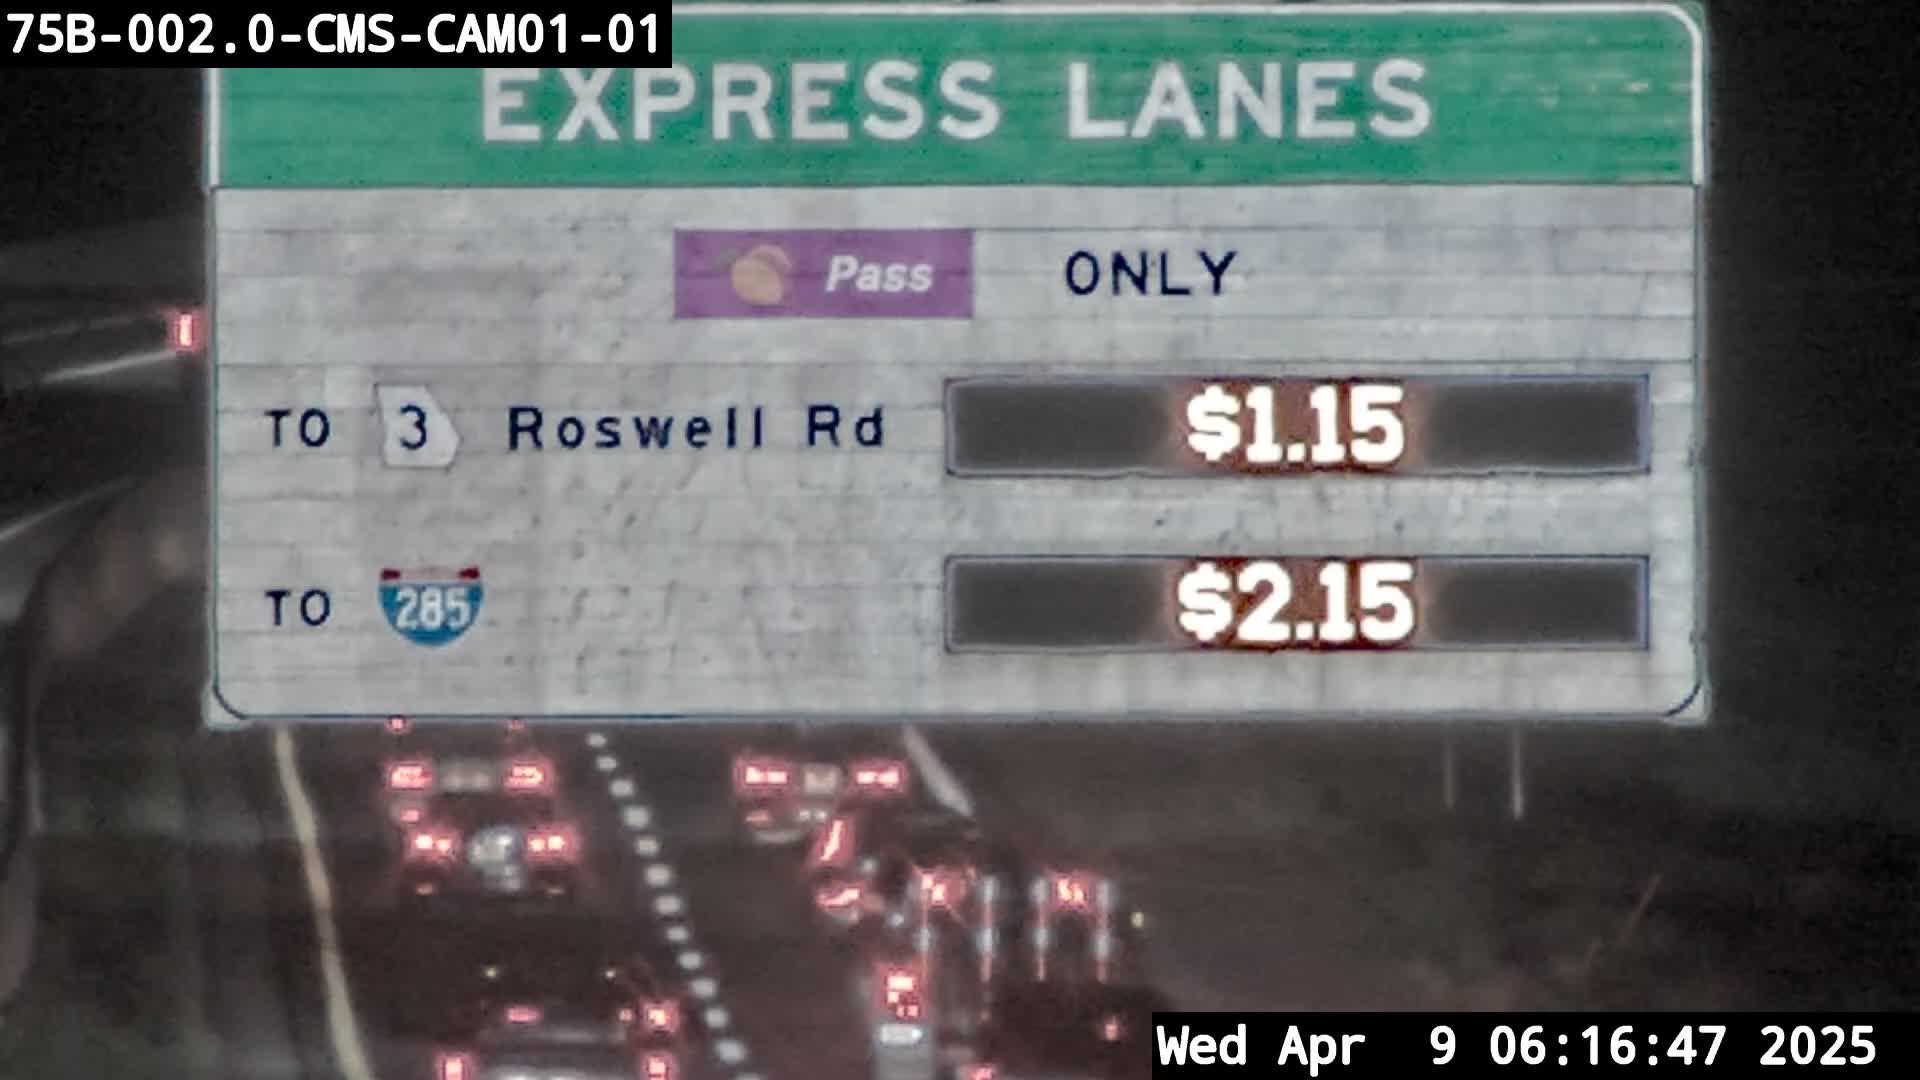 75B-002.0-CMS-CAM01-01
EXPRESS LANES
Pass ONLY
TO 3 Roswell Rd $1.15
TO 285 $2.15
Wed Apr 9 06:16:47 2025